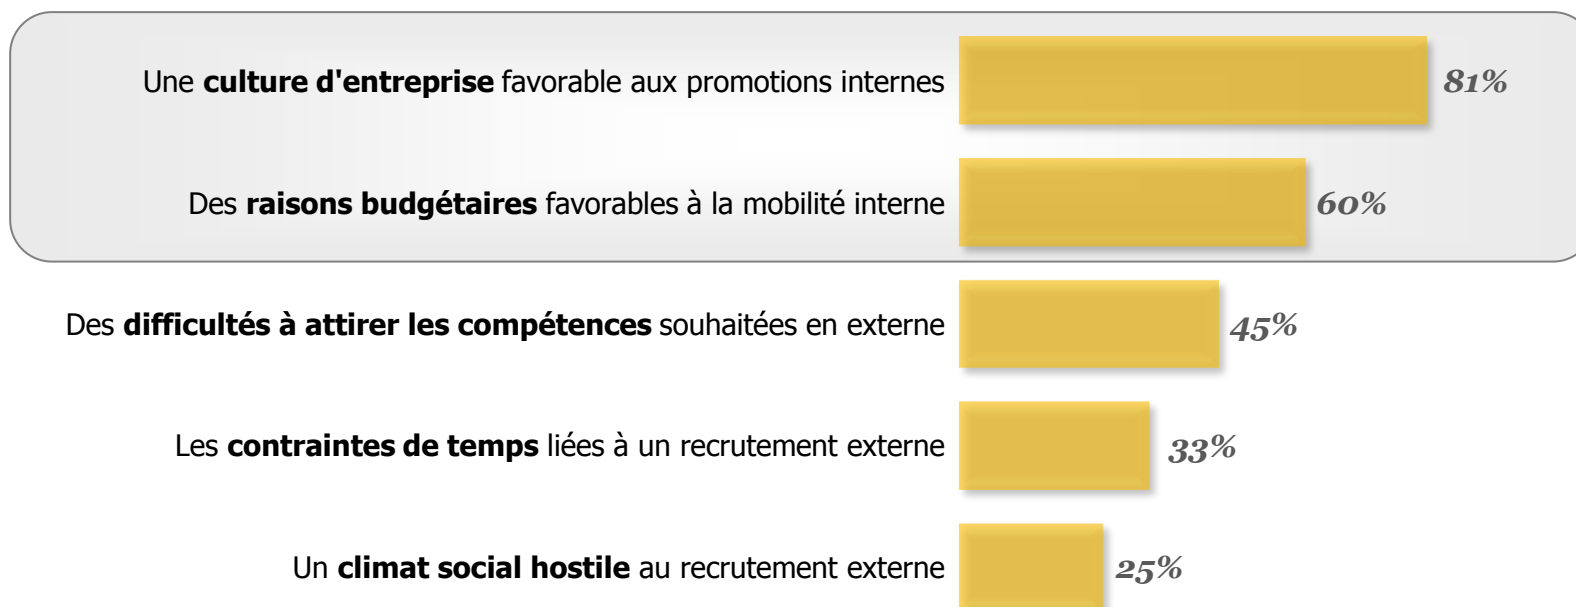 Une culture d'entreprise favorable aux promotions internes 81%
Des raisons budgétaires favorables à la mobilité interne 60%
Des difficultés à attirer les compétences souhaitées en externe 45%
Les contraintes de temps liées à un recrutement externe 33%
Un climat social hostile au recrutement externe 25%